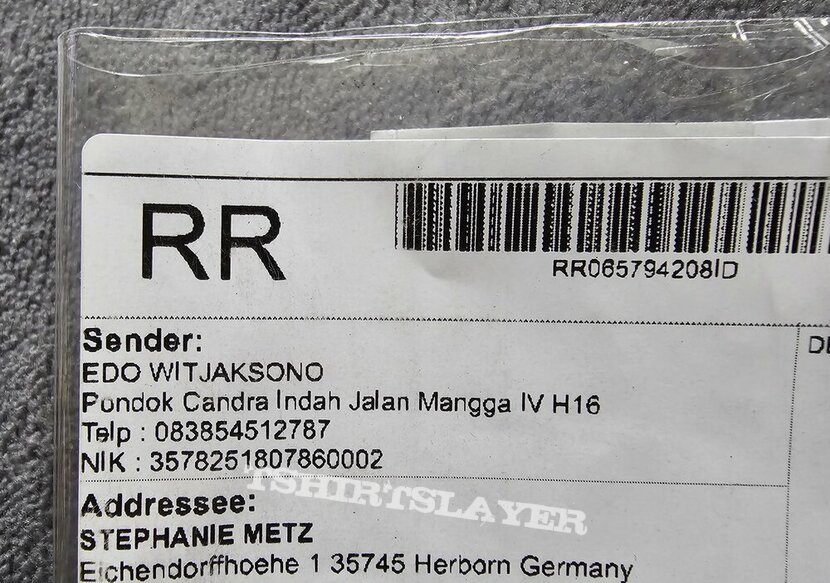 RR
RR065794208ID
Sender:
EDO WITJAKSONO
Pondok Candra Indah Jalan Mangga IV H16
Telp : 083854512787
NIK : 3578251807860002
Addressee:
STEPHANIE METZ
Eichendorffhoehe 1 35745 Herborn Germany
TSHIRTSLAYER